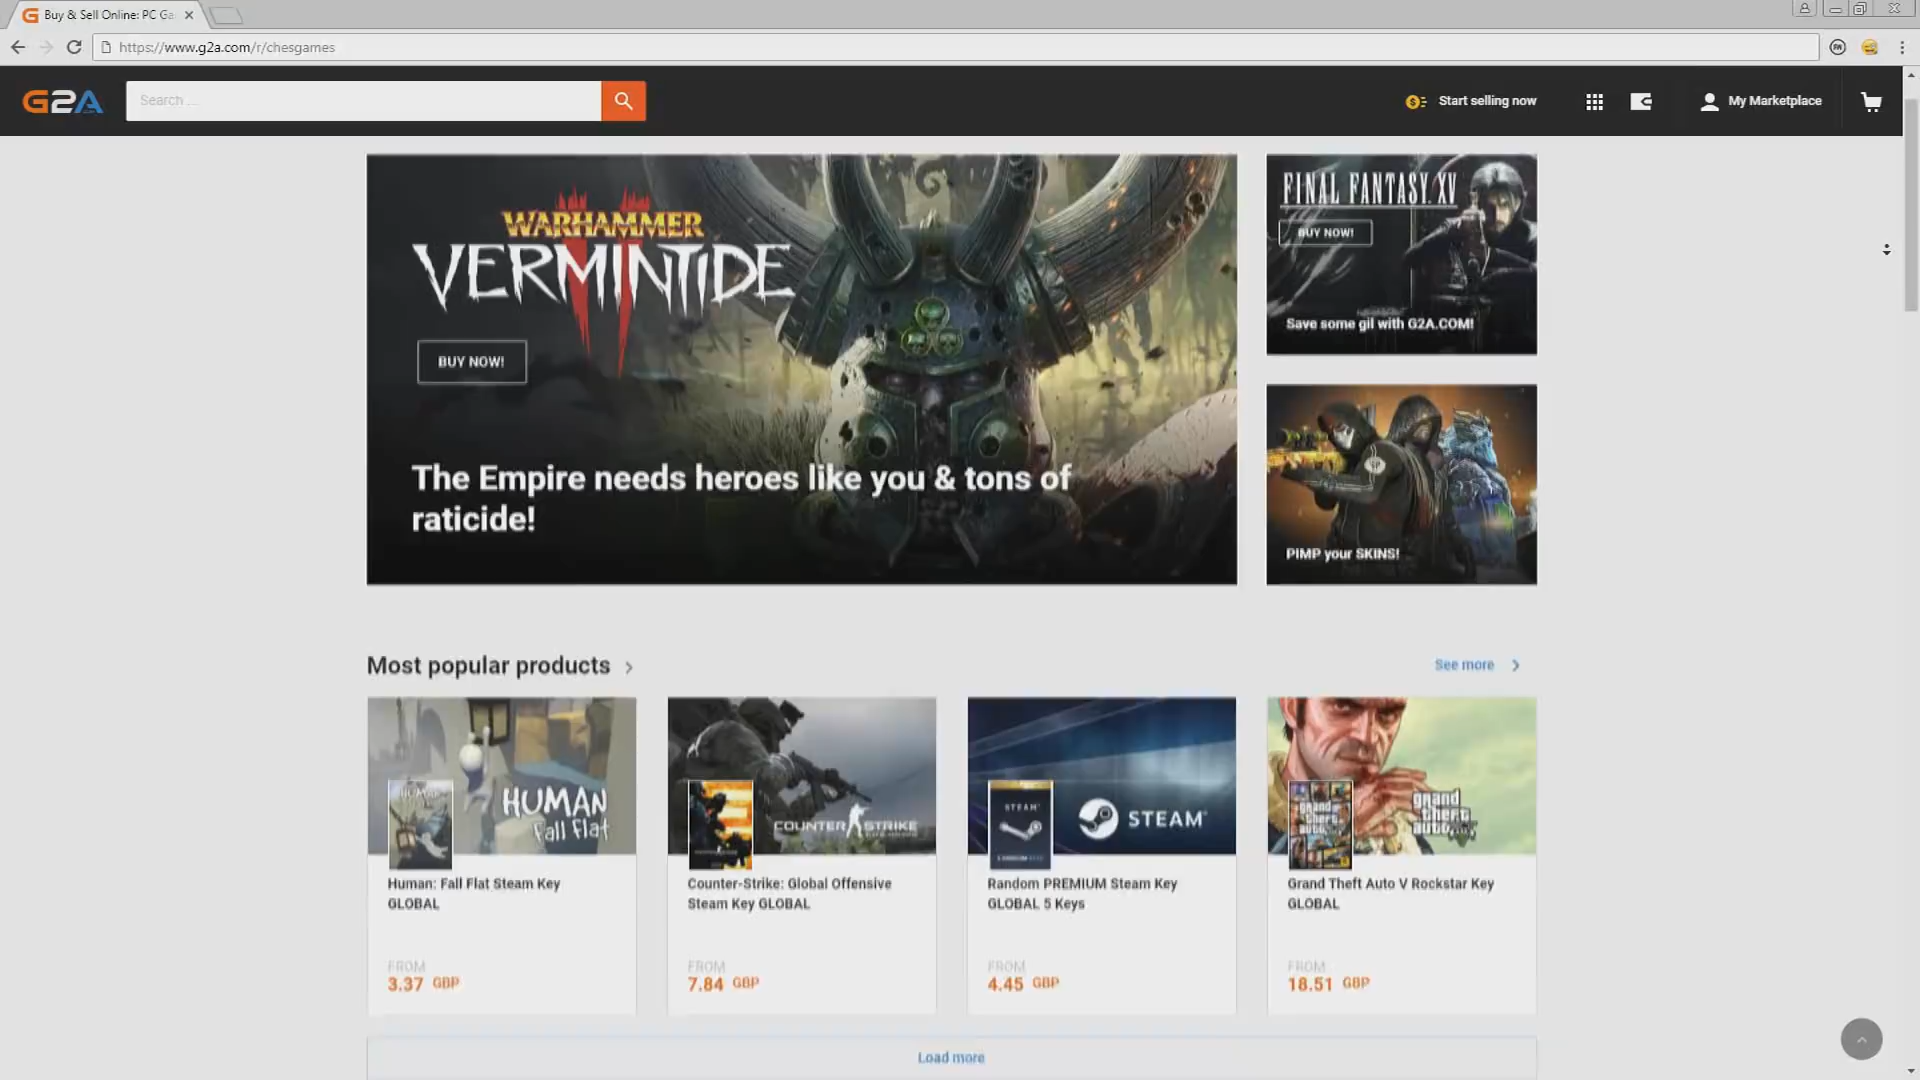 Buy & Sell Online: PC Ga
https://www.g2a.com/r/chesgames
G2A
Search ...
Start selling now
My Marketplace
WARHAMMER
VERMINTIDE
II
BUY NOW!
The Empire needs heroes like you & tons of
raticide!
FINAL FANTASY XV
BUY NOW!
Save some gil with G2A.COM!
PIMP your SKINS!
Most popular products
See more
HUMAN
Fall Flat
HUMAN
Human: Fall Flat Steam Key
GLOBAL
FROM
3.37 GBP
COUNTER STRIKE
Counter-Strike: Global Offensive
Steam Key GLOBAL
FROM
7.84 GBP
STEAM
STEAM
Random PREMIUM Steam Key
GLOBAL 5 Keys
FROM
4.45 GBP
grand
theft
auto
grand
theft
auto
Grand Theft Auto V Rockstar Key
GLOBAL
FROM
18.51 GBP
Load more